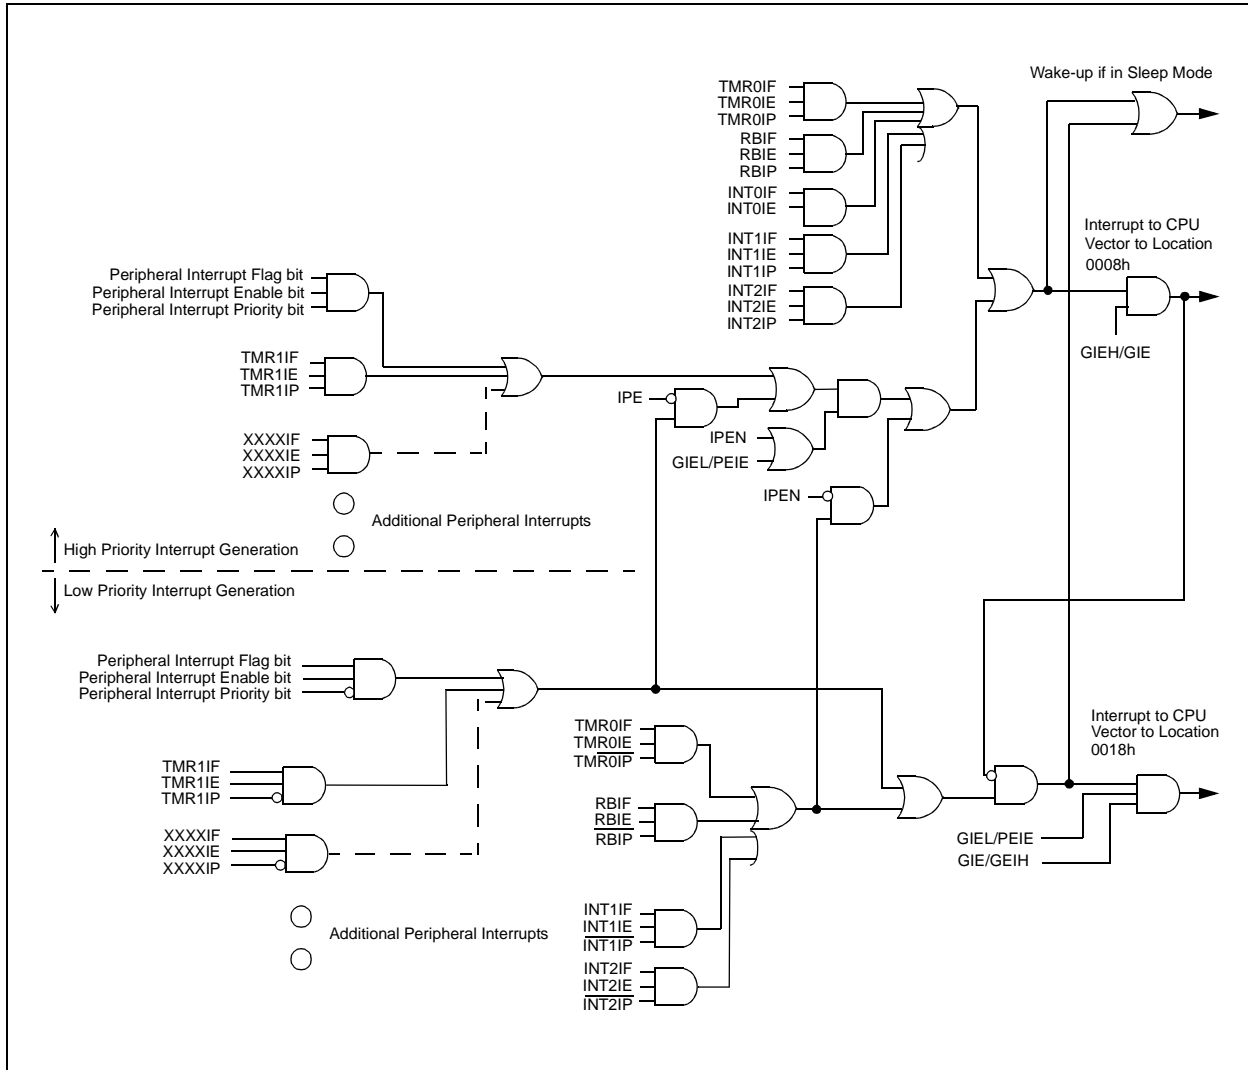 Wake-up if in Sleep Mode
TMR0IF
TMR0IE
TMR0IP
RBIF
RBIE
RBIP
INT0IF
INT0IE
INT1IF
INT1IE
INT1IP
INT2IF
INT2IE
INT2IP
Interrupt to CPU
Vector to Location
0008h
GIEH/GIE
Peripheral Interrupt Flag bit
Peripheral Interrupt Enable bit
Peripheral Interrupt Priority bit
TMR1IF
TMR1IE
TMR1IP
XXXXIF
XXXXIE
XXXXIP
IPE
IPEN
GIEL/PEIE
IPEN
Additional Peripheral Interrupts
High Priority Interrupt Generation
Low Priority Interrupt Generation
Peripheral Interrupt Flag bit
Peripheral Interrupt Enable bit
Peripheral Interrupt Priority bit
TMR1IF
TMR1IE
TMR1IP
XXXXIF
XXXXIE
XXXXIP
Additional Peripheral Interrupts
TMR0IF
TMR0IE
TMR0IP
RBIF
RBIE
RBIP
INT1IF
INT1IE
INT1IP
INT2IF
INT2IE
INT2IP
Interrupt to CPU
Vector to Location
0018h
GIEL/PEIE
GIE/GEIH